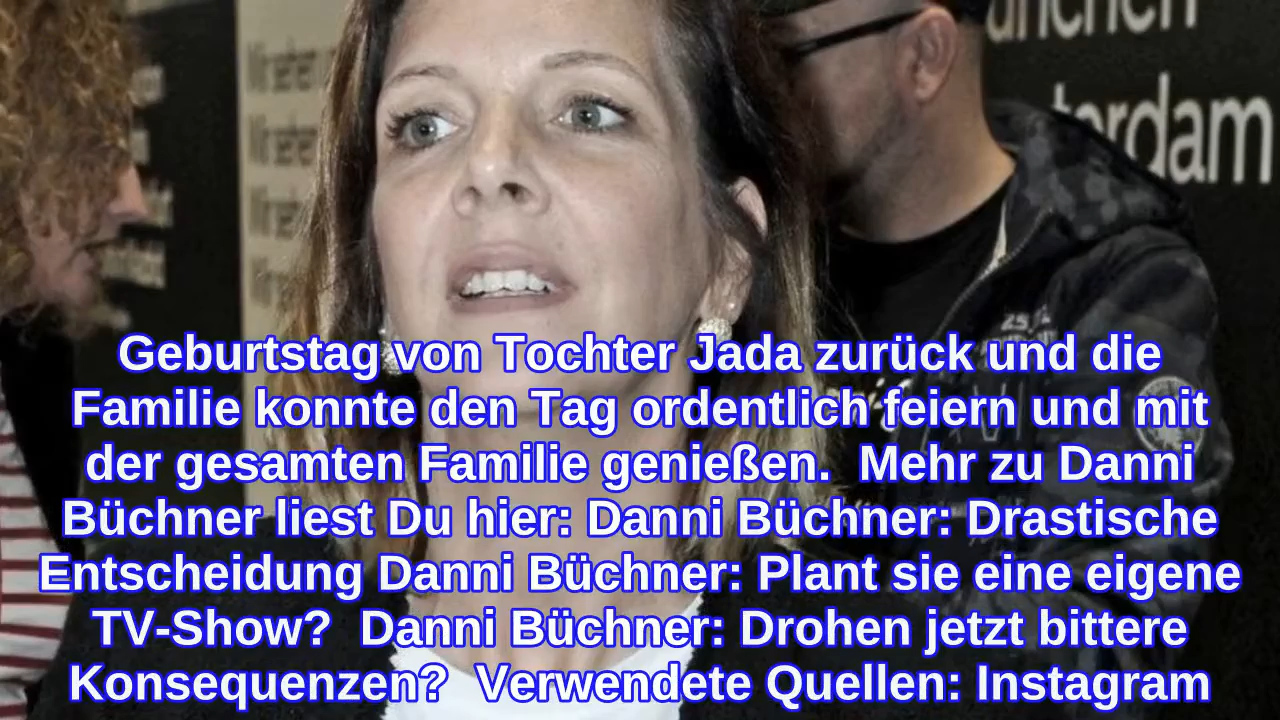 ünchen
terdam
Geburtstag von Tochter Jada zurück und die
Familie konnte den Tag ordentlich feiern und mit
der gesamten Familie genießen. Mehr zu Danni
Büchner liest Du hier: Danni Büchner: Drastische
Entscheidung Danni Büchner: Plant sie eine eigene
TV-Show? Danni Büchner: Drohen jetzt bittere
Konsequenzen? Verwendete Quellen: Instagram